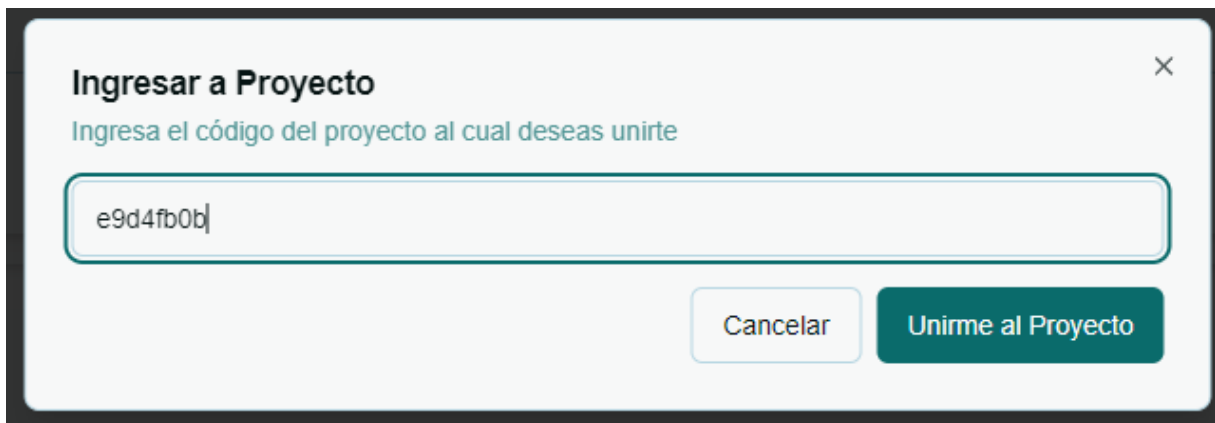 Ingresar a Proyecto
Ingresa el código del proyecto al cual deseas unirte
e9d4fb0b
Cancelar
Unirme al Proyecto